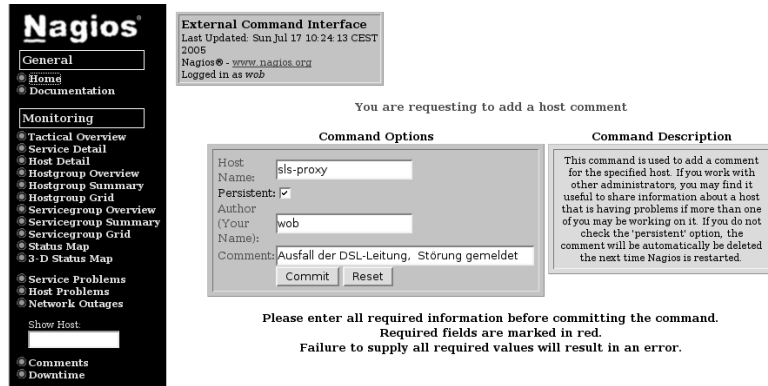 Nagios®
General
Home
Documentation
Monitoring
Tactical Overview
Service Detail
Host Detail
Hostgroup Overview
Hostgroup Summary
Hostgroup Grid
Servicegroup Overview
Servicegroup Summary
Servicegroup Grid
Status Map
3-D Status Map
Service Problems
Host Problems
Network Outages
Show Host:
Comments
Downtime
External Command Interface
Last Updated: Sun Jul 17 10:24:13 CEST
2005
Nagios® - www.nagios.org
Logged in as wob
You are requesting to add a host comment
Command Options
Host
Name:
sls-proxy
Persistent:
Author
(Your
Name):
wob
Comment:
Ausfall der DSL-Leitung, Störung gemeldet
Commit
Reset
Command Description
This command is used to add a comment
for the specified host. If you work with
other administrators, you may find it
useful to share information about a host
that is having problems if more than one
of you may be working on it. If you do not
check the 'persistent' option, the
comment will be automatically be deleted
the next time Nagios is restarted.
Please enter all required information before committing the command.
Required fields are marked in red.
Failure to supply all required values will result in an error.